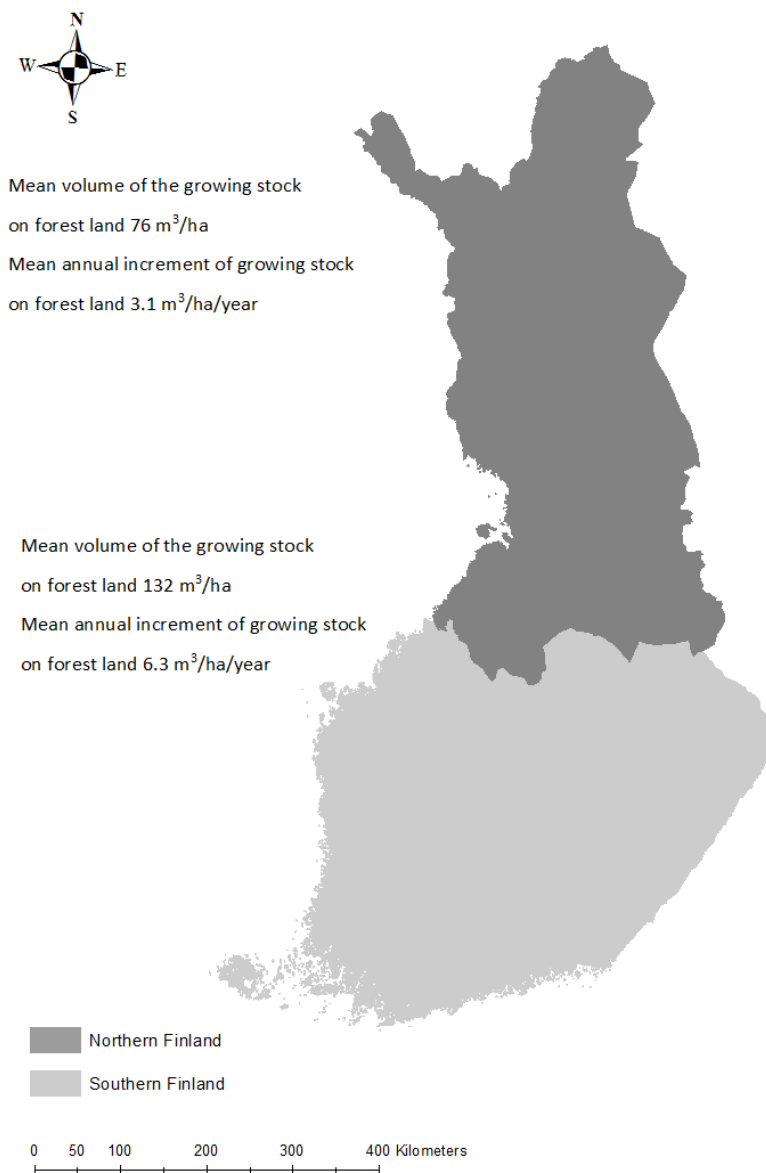 N
W E
S
Mean volume of the growing stock
on forest land 76 m³/ha
Mean annual increment of growing stock
on forest land 3.1 m³/ha/year
Mean volume of the growing stock
on forest land 132 m³/ha
Mean annual increment of growing stock
on forest land 6.3 m³/ha/year
Northern Finland
Southern Finland
0 50 100 200 300 400 Kilometers